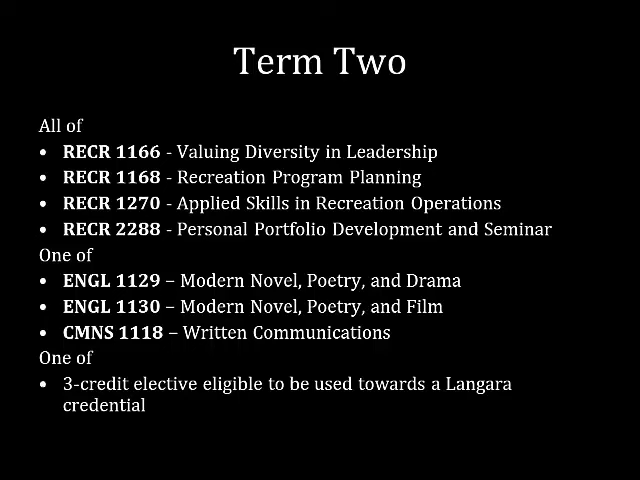 Term Two
All of
• RECR 1166 - Valuing Diversity in Leadership
• RECR 1168 - Recreation Program Planning
• RECR 1270 - Applied Skills in Recreation Operations
• RECR 2288 - Personal Portfolio Development and Seminar
One of
• ENGL 1129 – Modern Novel, Poetry, and Drama
• ENGL 1130 – Modern Novel, Poetry, and Film
• CMNS 1118 – Written Communications
One of
• 3-credit elective eligible to be used towards a Langara
credential